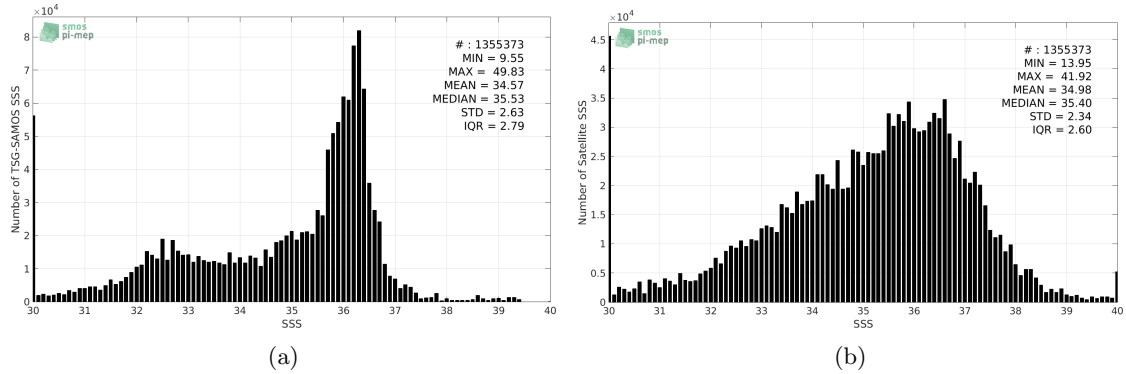 ×10⁴
smos
pi-mep
# : 1355373
MIN = 9.55
MAX = 49.83
MEAN = 34.57
MEDIAN = 35.53
STD = 2.63
IQR = 2.79
Number of TSG-SAMOS SSS
8
7
6
5
4
3
2
1
0
30 31 32 33 34 35 36 37 38 39 40
SSS
(a)
×10⁴
smos
pi-mep
# : 1355373
MIN = 13.95
MAX = 41.92
MEAN = 34.98
MEDIAN = 35.40
STD = 2.34
IQR = 2.60
Number of Satellite SSS
4.5
4
3.5
3
2.5
2
1.5
1
0.5
0
30 31 32 33 34 35 36 37 38 39 40
SSS
(b)